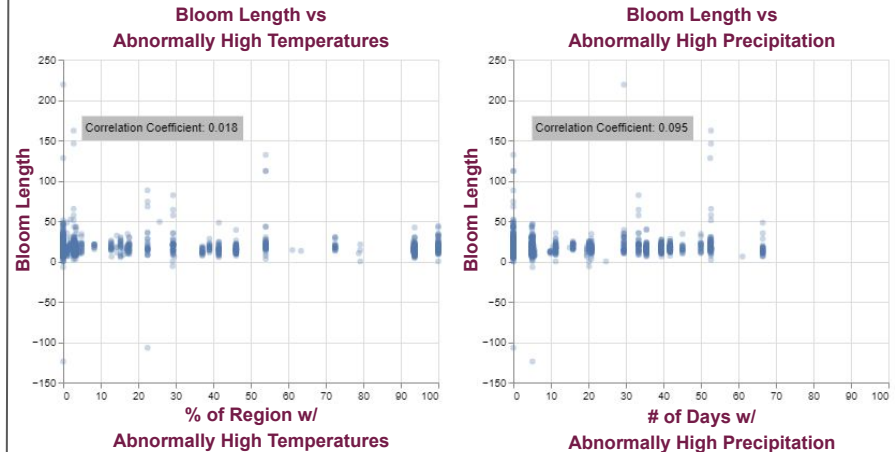 Bloom Length vs
Abnormally High Temperatures
250
200
150
100
50
0
−50
−100
−150
Bloom Length
Correlation Coefficient: 0.018
0 10 20 30 40 50 60 70 80 90 100
% of Region w/
Abnormally High Temperatures
Bloom Length vs
Abnormally High Precipitation
250
200
150
100
50
0
−50
−100
−150
Bloom Length
Correlation Coefficient: 0.095
0 10 20 30 40 50 60 70 80 90 100
# of Days w/
Abnormally High Precipitation